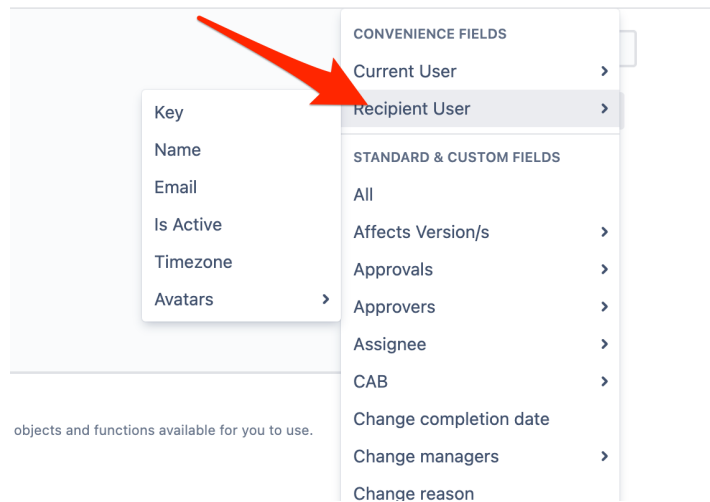 CONVENIENCE FIELDS
Current User
Recipient User
Key
Name
Email
Is Active
Timezone
Avatars
STANDARD & CUSTOM FIELDS
All
Affects Version/s
Approvals
Approvers
Assignee
CAB
Change completion date
Change managers
Change reason
objects and functions available for you to use.